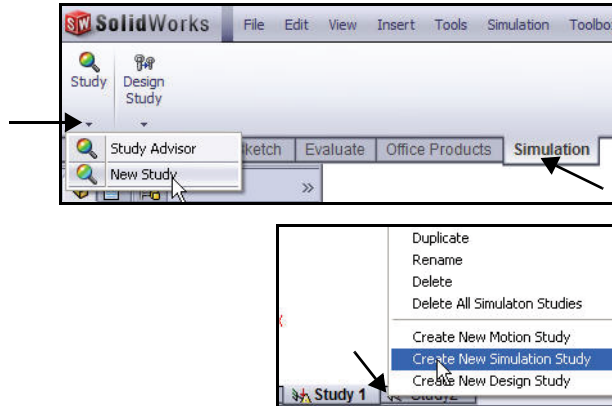 SW SolidWorks File Edit View Insert Tools Simulation Toolbo
Study Design
Study
Study Advisor
New Study
ketch Evaluate Office Products Simulation
»
Duplicate
Rename
Delete
Delete All Simulaton Studies
Create New Motion Study
Create New Simulation Study
Create New Design Study
Study 1 Study2